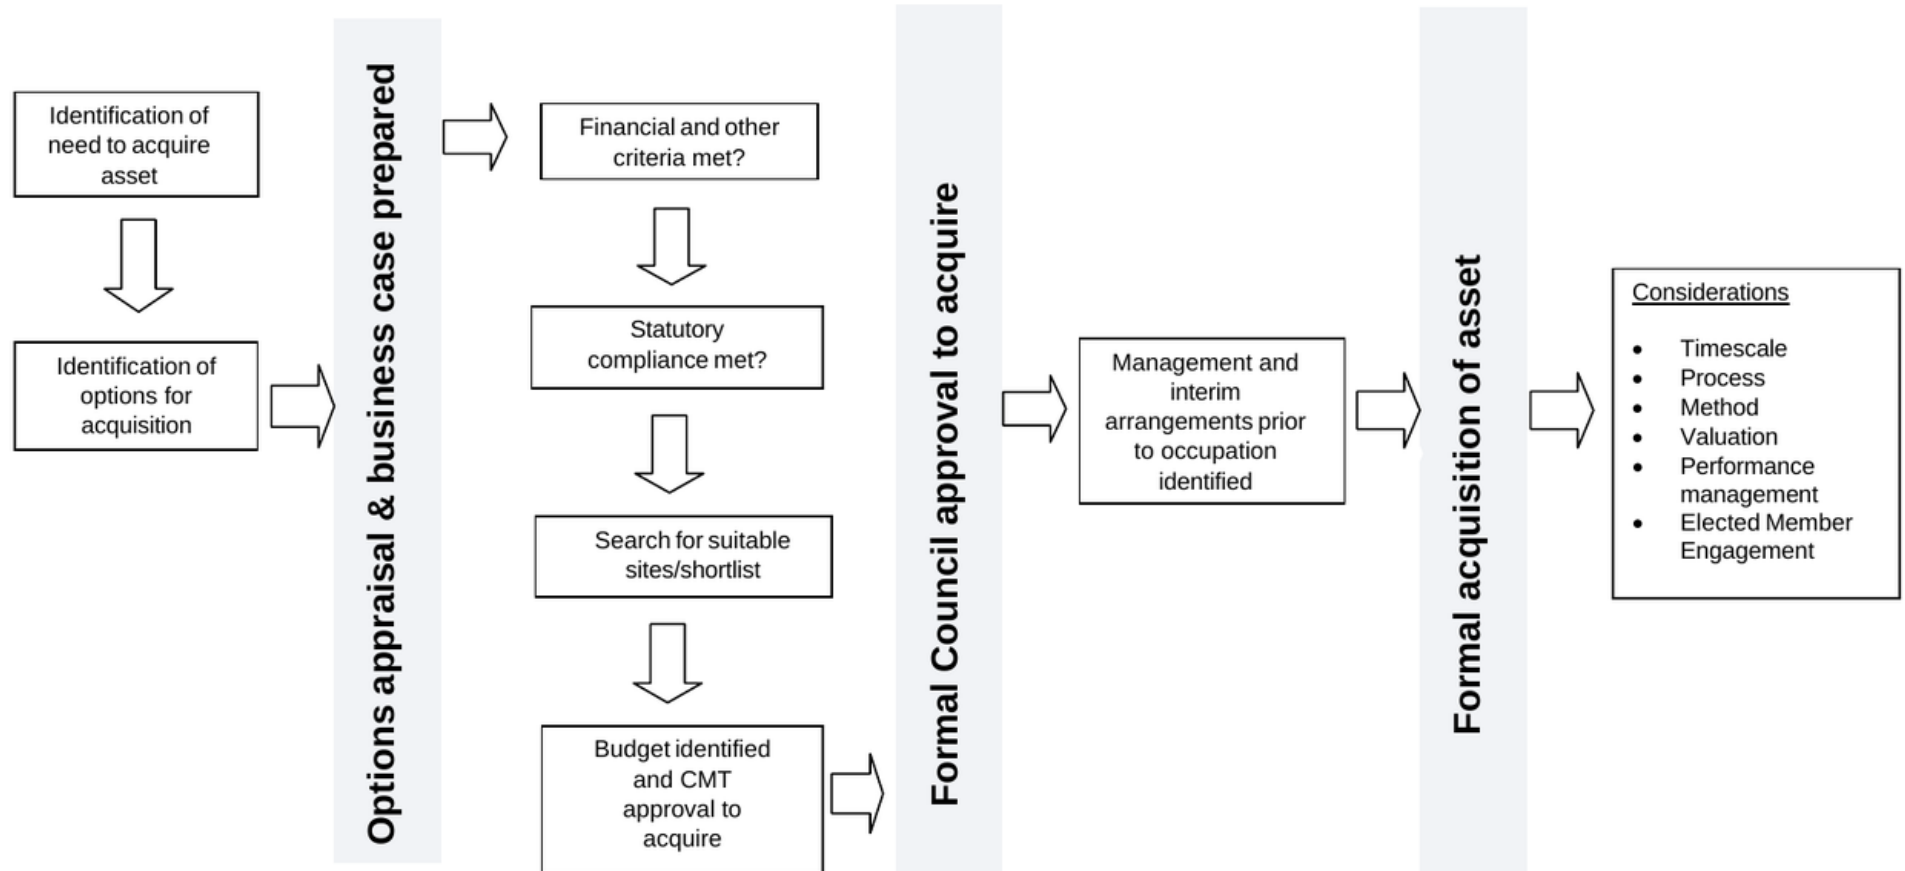 Identification of
need to acquire
asset
Identification of
options for
acquisition
Options appraisal & business case prepared
Financial and other
criteria met?
Statutory
compliance met?
Search for suitable
sites/shortlist
Budget identified
and CMT
approval to
acquire
Formal Council approval to acquire
Management and
interim
arrangements prior
to occupation
identified
Formal acquisition of asset
Considerations
• Timescale
• Process
• Method
• Valuation
• Performance
management
• Elected Member
Engagement